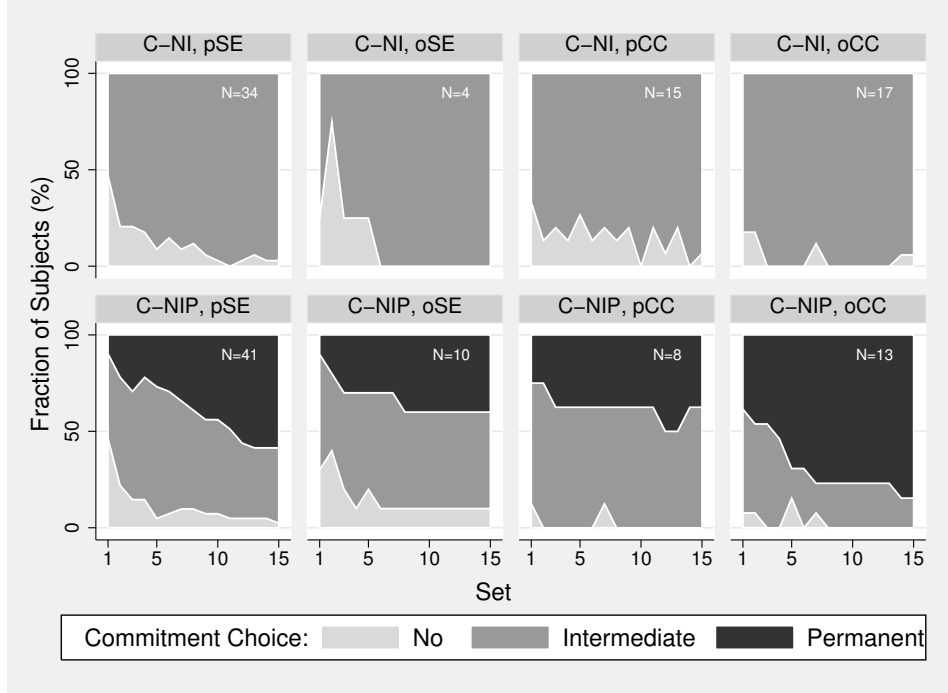 C−NI, pSE C−NI, oSE C−NI, pCC C−NI, oCC
100
50
0
N=34 N=4 N=15 N=17
C−NIP, pSE C−NIP, oSE C−NIP, pCC C−NIP, oCC
100
50
0
N=41 N=10 N=8 N=13
1 5 10 15 1 5 10 15 1 5 10 15 1 5 10 15
Fraction of Subjects (%)
Set
Commitment Choice: No Intermediate Permanent